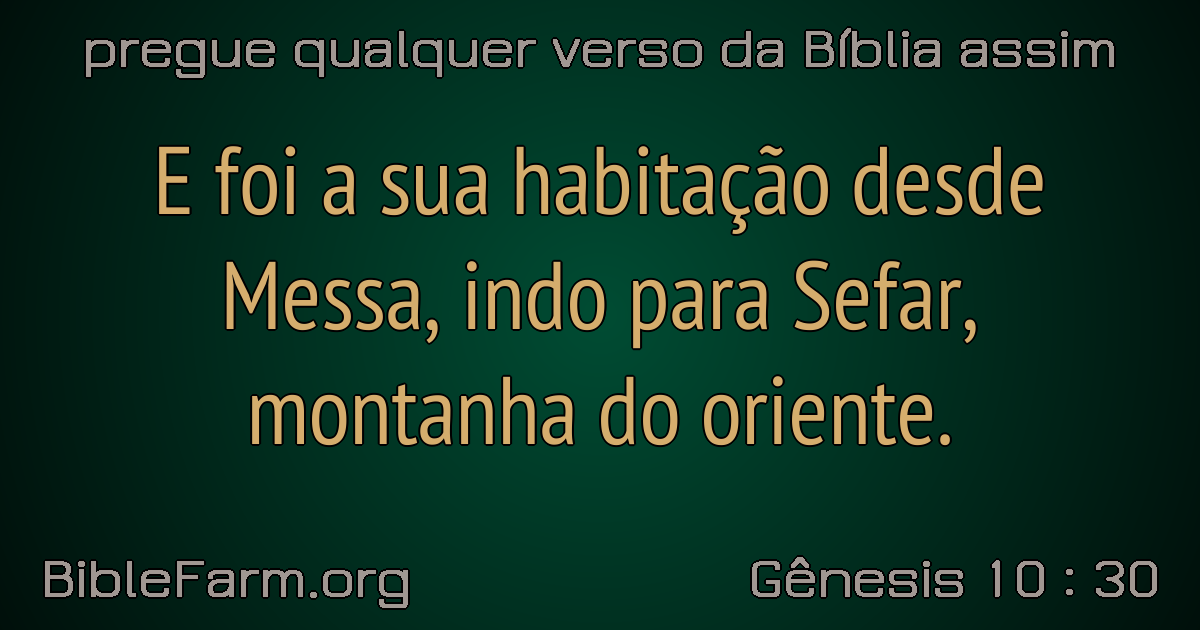 pregue qualquer verso da Bíblia assim
E foi a sua habitação desde
Messa, indo para Sefar,
montanha do oriente.
BibleFarm.org
Gênesis 10 : 30